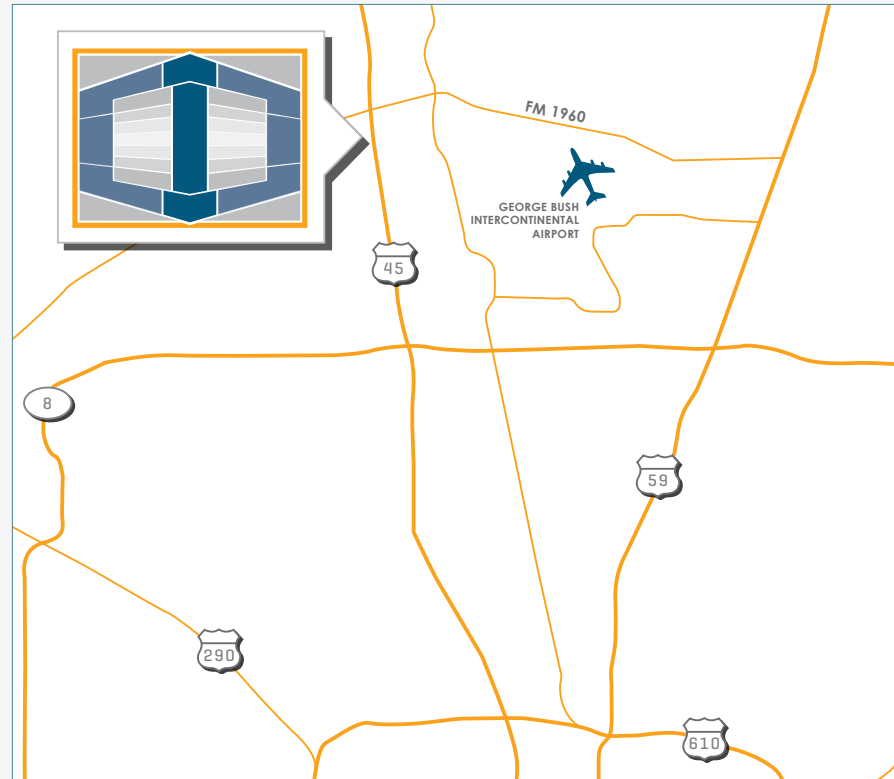 FM 1960
GEORGE BUSH
INTERCONTINENTAL
AIRPORT
45
8
59
290
610